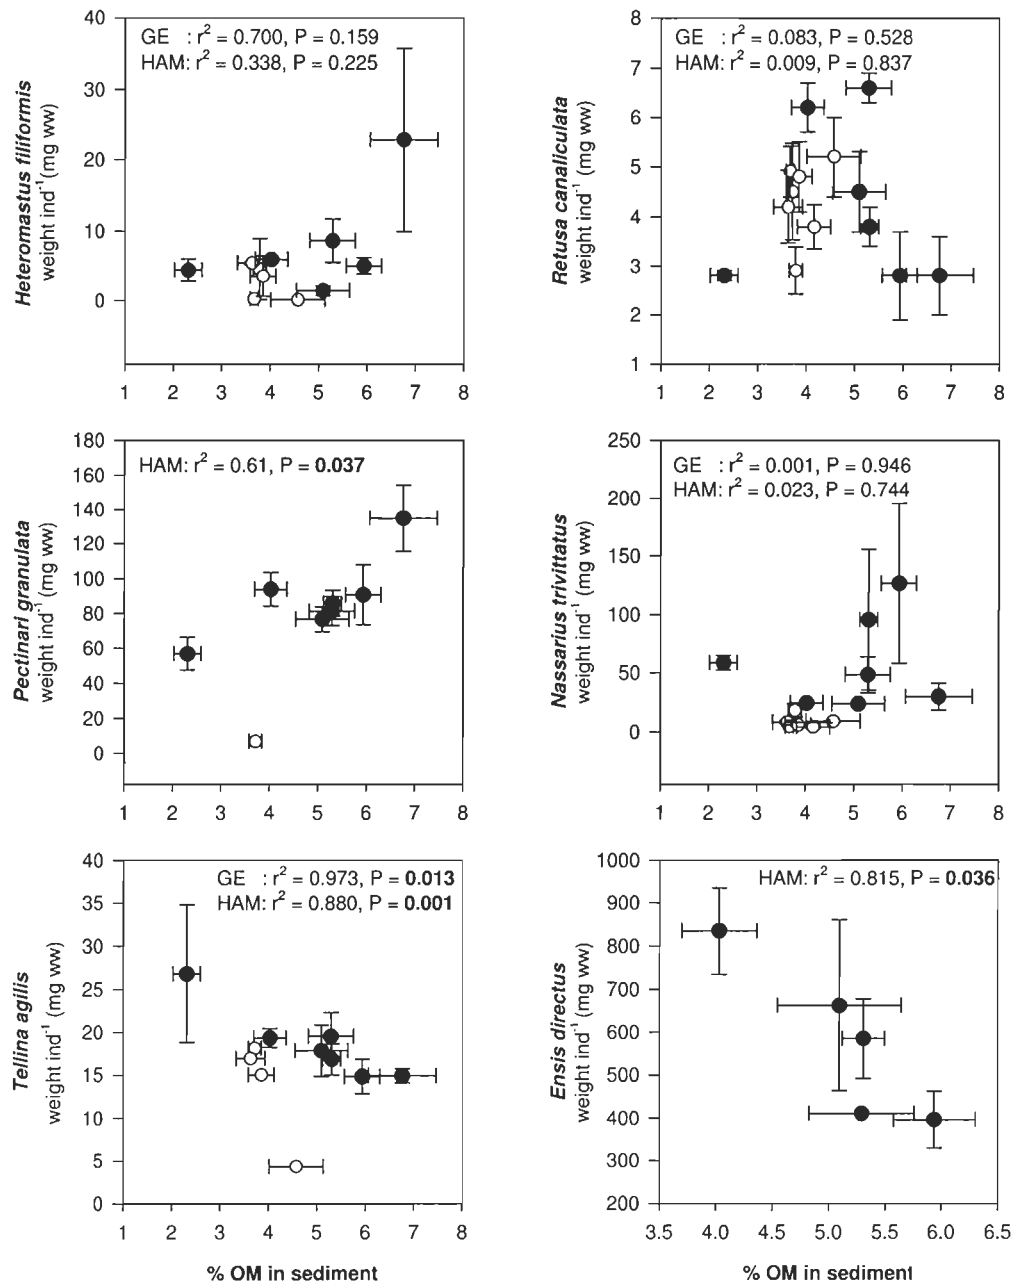 GE : r² = 0.700, P = 0.159
HAM: r² = 0.338, P = 0.225
Heteromastus filiformis
weight ind⁻¹(mg ww)
40
30
20
10
0
1 2 3 4 5 6 7 8
GE : r² = 0.083, P = 0.528
HAM: r² = 0.009, P = 0.837
Retusa canaliculata
weight ind⁻¹ (mg ww)
8
7
6
5
4
3
2
1
1 2 3 4 5 6 7 8
HAM: r² = 0.61, P = 0.037
Pectinari granulata
weight ind⁻¹ (mg ww)
180
160
140
120
100
80
60
40
20
0
1 2 3 4 5 6 7 8
GE : r² = 0.001, P = 0.946
HAM: r² = 0.023, P = 0.744
Nassarius trivittatus
weight ind⁻¹ (mg ww)
250
200
150
100
50
0
1 2 3 4 5 6 7 8
GE : r² = 0.973, P = 0.013
HAM: r² = 0.880, P = 0.001
Tellina agilis
weight ind⁻¹ (mg ww)
40
35
30
25
20
15
10
5
0
1 2 3 4 5 6 7 8
% OM in sediment
HAM: r² = 0.815, P = 0.036
Ensis directus
weight ind⁻¹ (mg ww)
1000
900
800
700
600
500
400
300
200
3.5 4.0 4.5 5.0 5.5 6.0 6.5
% OM in sediment